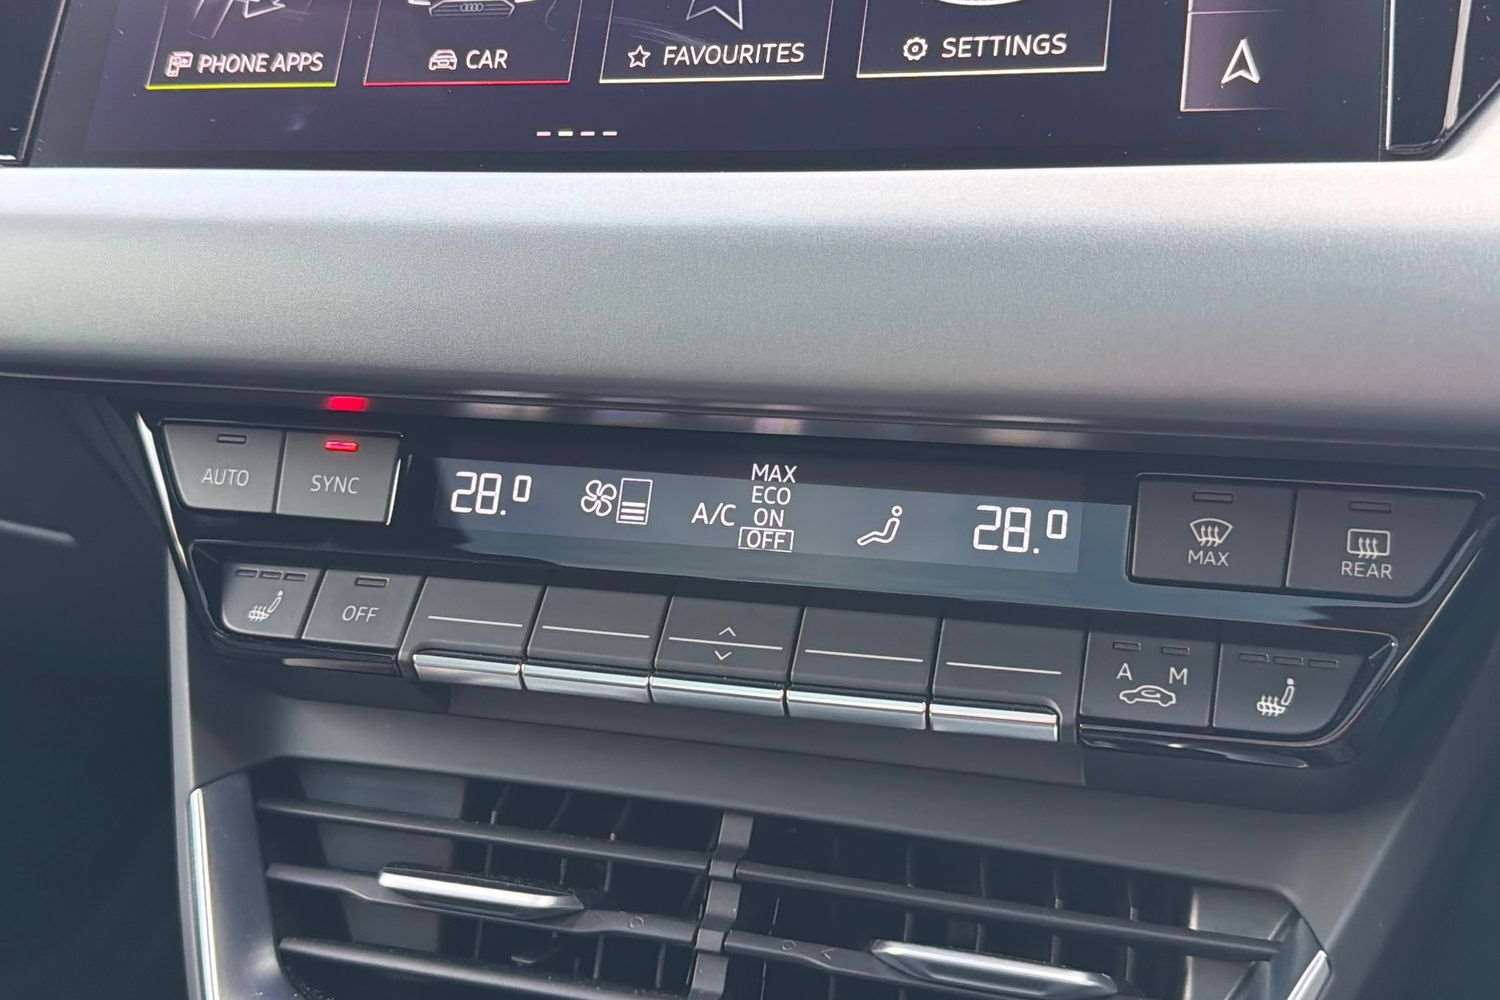 PHONE APPS
CAR
FAVOURITES
SETTINGS
AUTO
SYNC
28.0
A/C
MAX
ECO
ON
OFF
28.0
MAX
REAR
OFF
A M